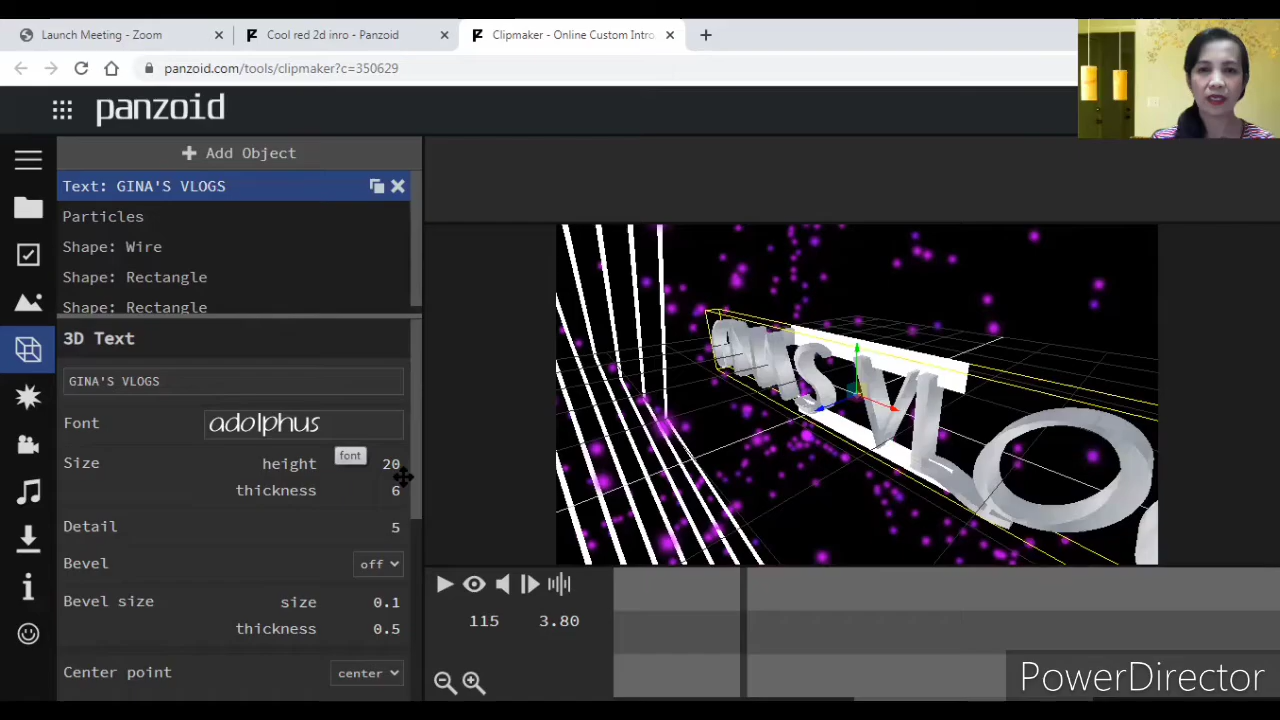 Launch Meeting - Zoom
Cool red 2d inro - Panzoid
Clipmaker - Online Custom Intro
panzoid.com/tools/clipmaker?c=350629
panzoid
Add Object
Text: GINA'S VLOGS
Particles
Shape: Wire
Shape: Rectangle
Shape: Rectangle
3D Text
GINA'S VLOGS
Font adolphus
font
Size height 20
thickness 6
Detail 5
Bevel off
Bevel size size 0.1
thickness 0.5
Center point center
GINA'S VLO
115 3.80
PowerDirector